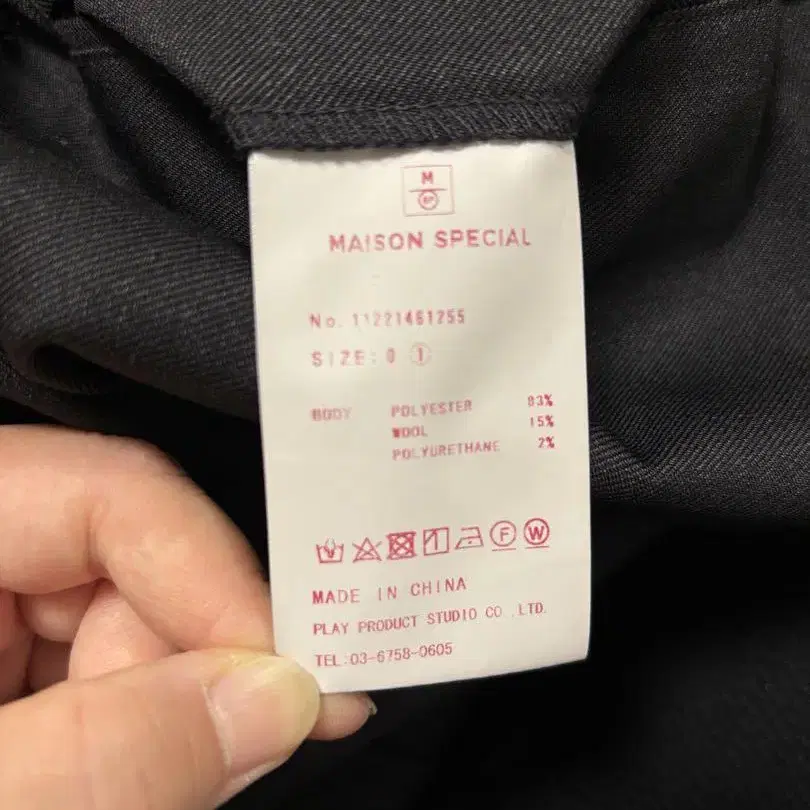 M
SP
MAISON SPECIAL
No. 11221461255
SIZE: 0 ①
BODY POLYESTER 83%
WOOL 15%
POLYURETHANE 2%
F W
MADE IN CHINA
PLAY PRODUCT STUDIO CO.,LTD.
TEL:03-6758-0605